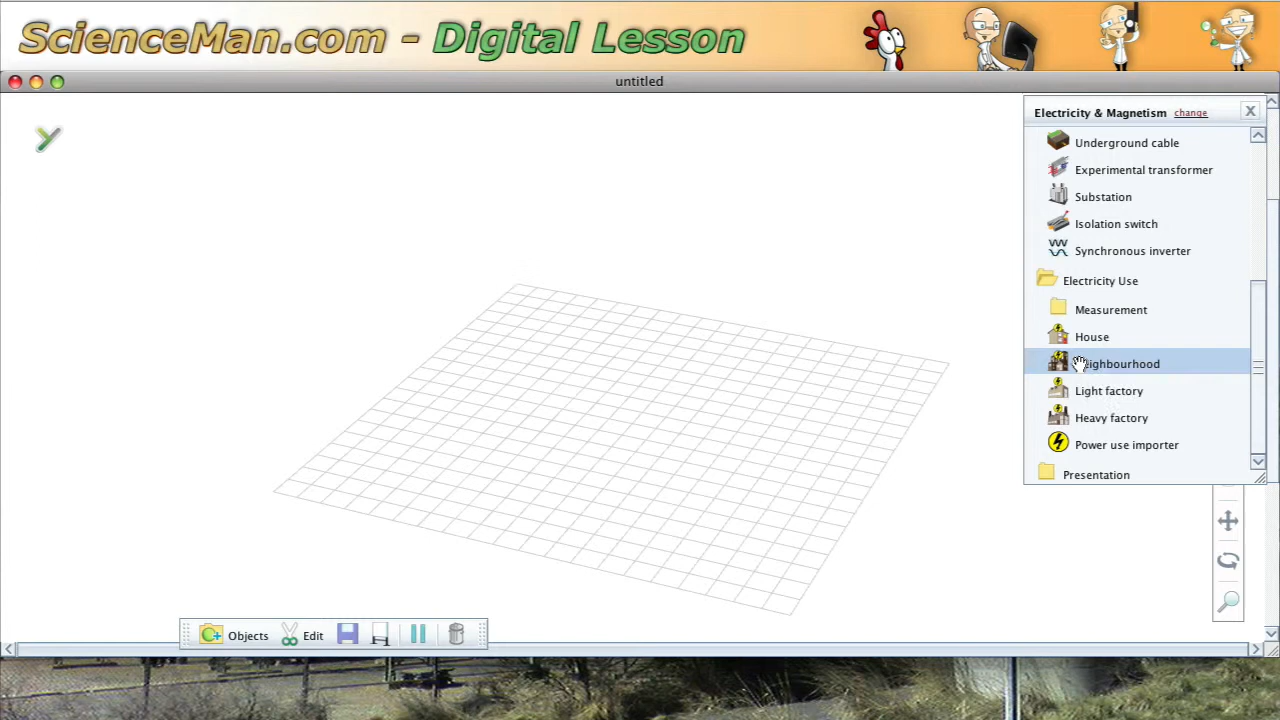 ScienceMan.com - Digital Lesson
untitled
Electricity & Magnetism change
Underground cable
Experimental transformer
Substation
Isolation switch
Synchronous inverter
Electricity Use
Measurement
House
ighbourhood
Light factory
Heavy factory
Power use importer
Presentation
Objects Edit